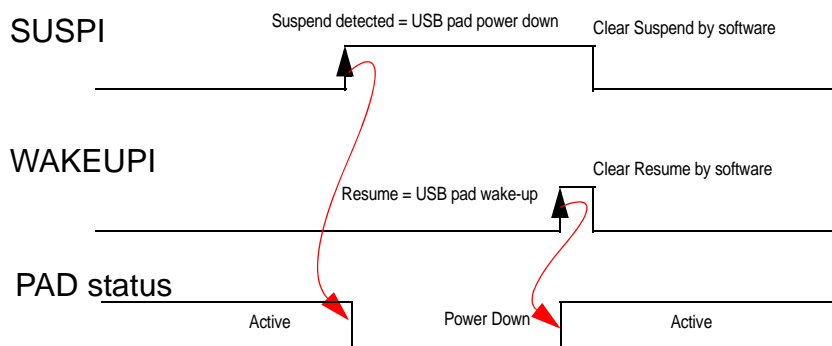 SUSPI
Suspend detected = USB pad power down
Clear Suspend by software
WAKEUPI
Clear Resume by software
Resume = USB pad wake-up
PAD status
Active
Power Down
Active